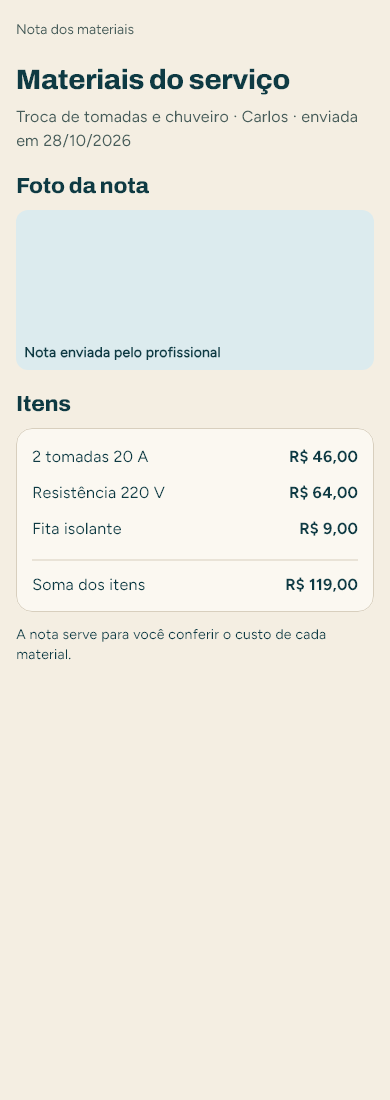 Nota dos materiais
Materiais do serviço
Troca de tomadas e chuveiro · Carlos · enviada
em 28/10/2026
Foto da nota
Nota enviada pelo profissional
Itens
2 tomadas 20 A R$ 46,00
Resistência 220 V R$ 64,00
Fita isolante R$ 9,00
Soma dos itens R$ 119,00
A nota serve para você conferir o custo de cada
material.